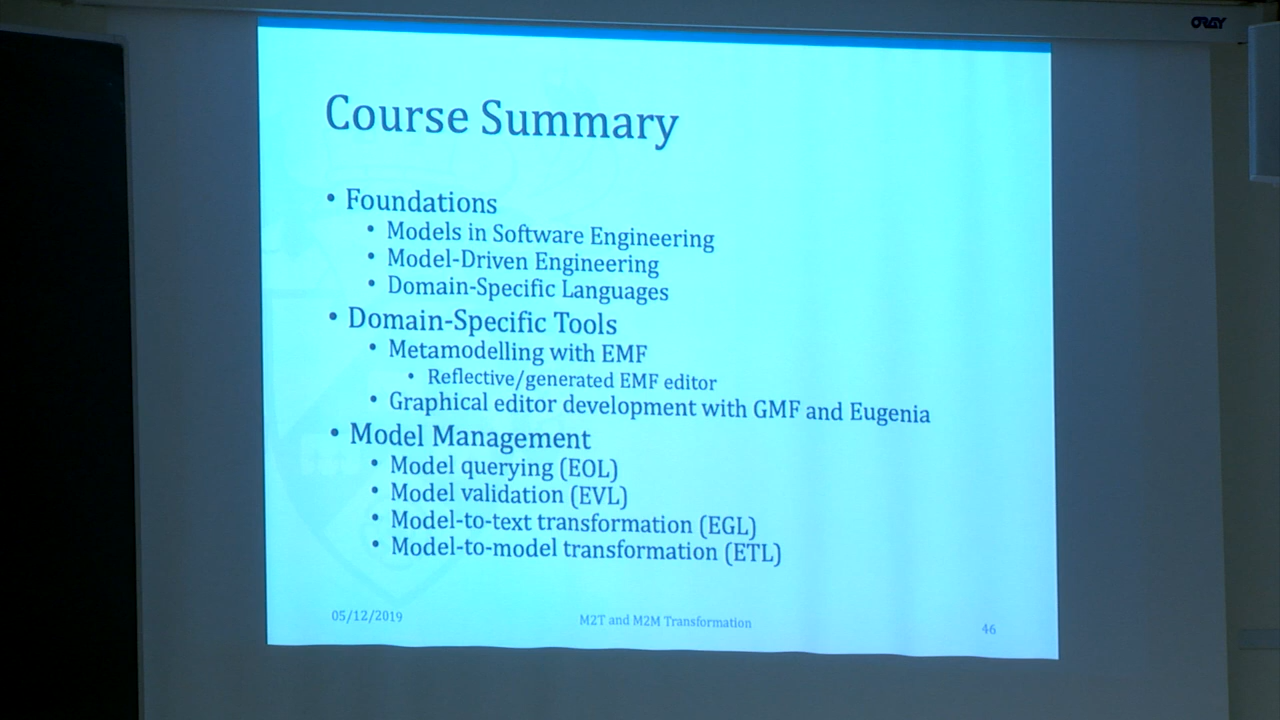 ORAY
Course Summary
• Foundations
• Models in Software Engineering
• Model-Driven Engineering
• Domain-Specific Languages
• Domain-Specific Tools
• Metamodelling with EMF
• Reflective/generated EMF editor
• Graphical editor development with GMF and Eugenia
• Model Management
• Model querying (EOL)
• Model validation (EVL)
• Model-to-text transformation (EGL)
• Model-to-model transformation (ETL)
05/12/2019 M2T and M2M Transformation 46